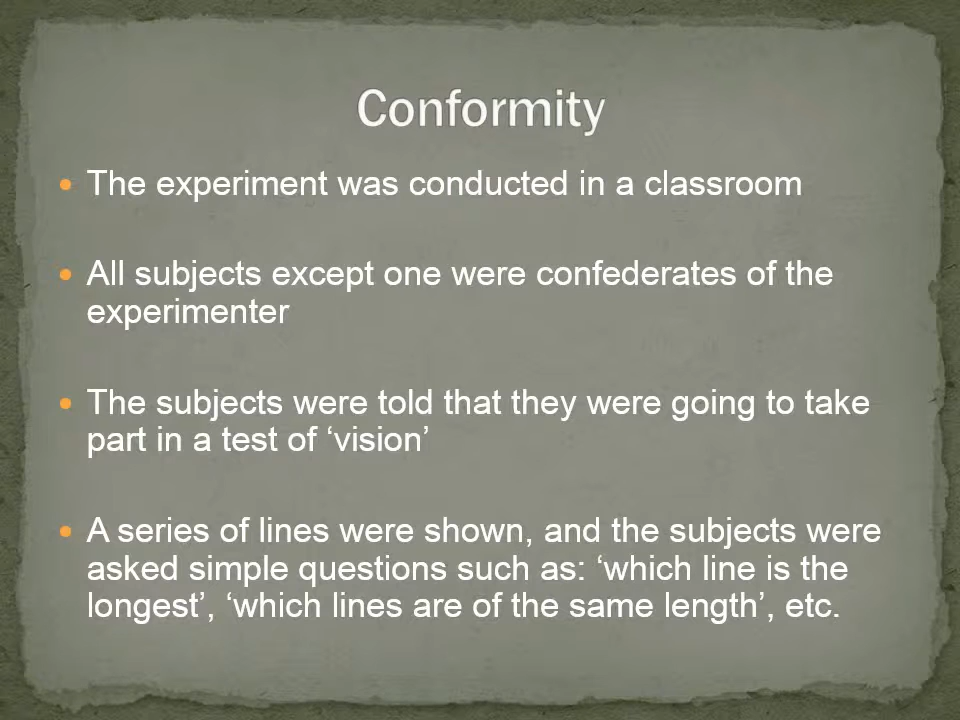 Conformity
The experiment was conducted in a classroom
All subjects except one were confederates of the
experimenter
The subjects were told that they were going to take
part in a test of ‘vision’
A series of lines were shown, and the subjects were
asked simple questions such as: ‘which line is the
longest’, ‘which lines are of the same length’, etc.